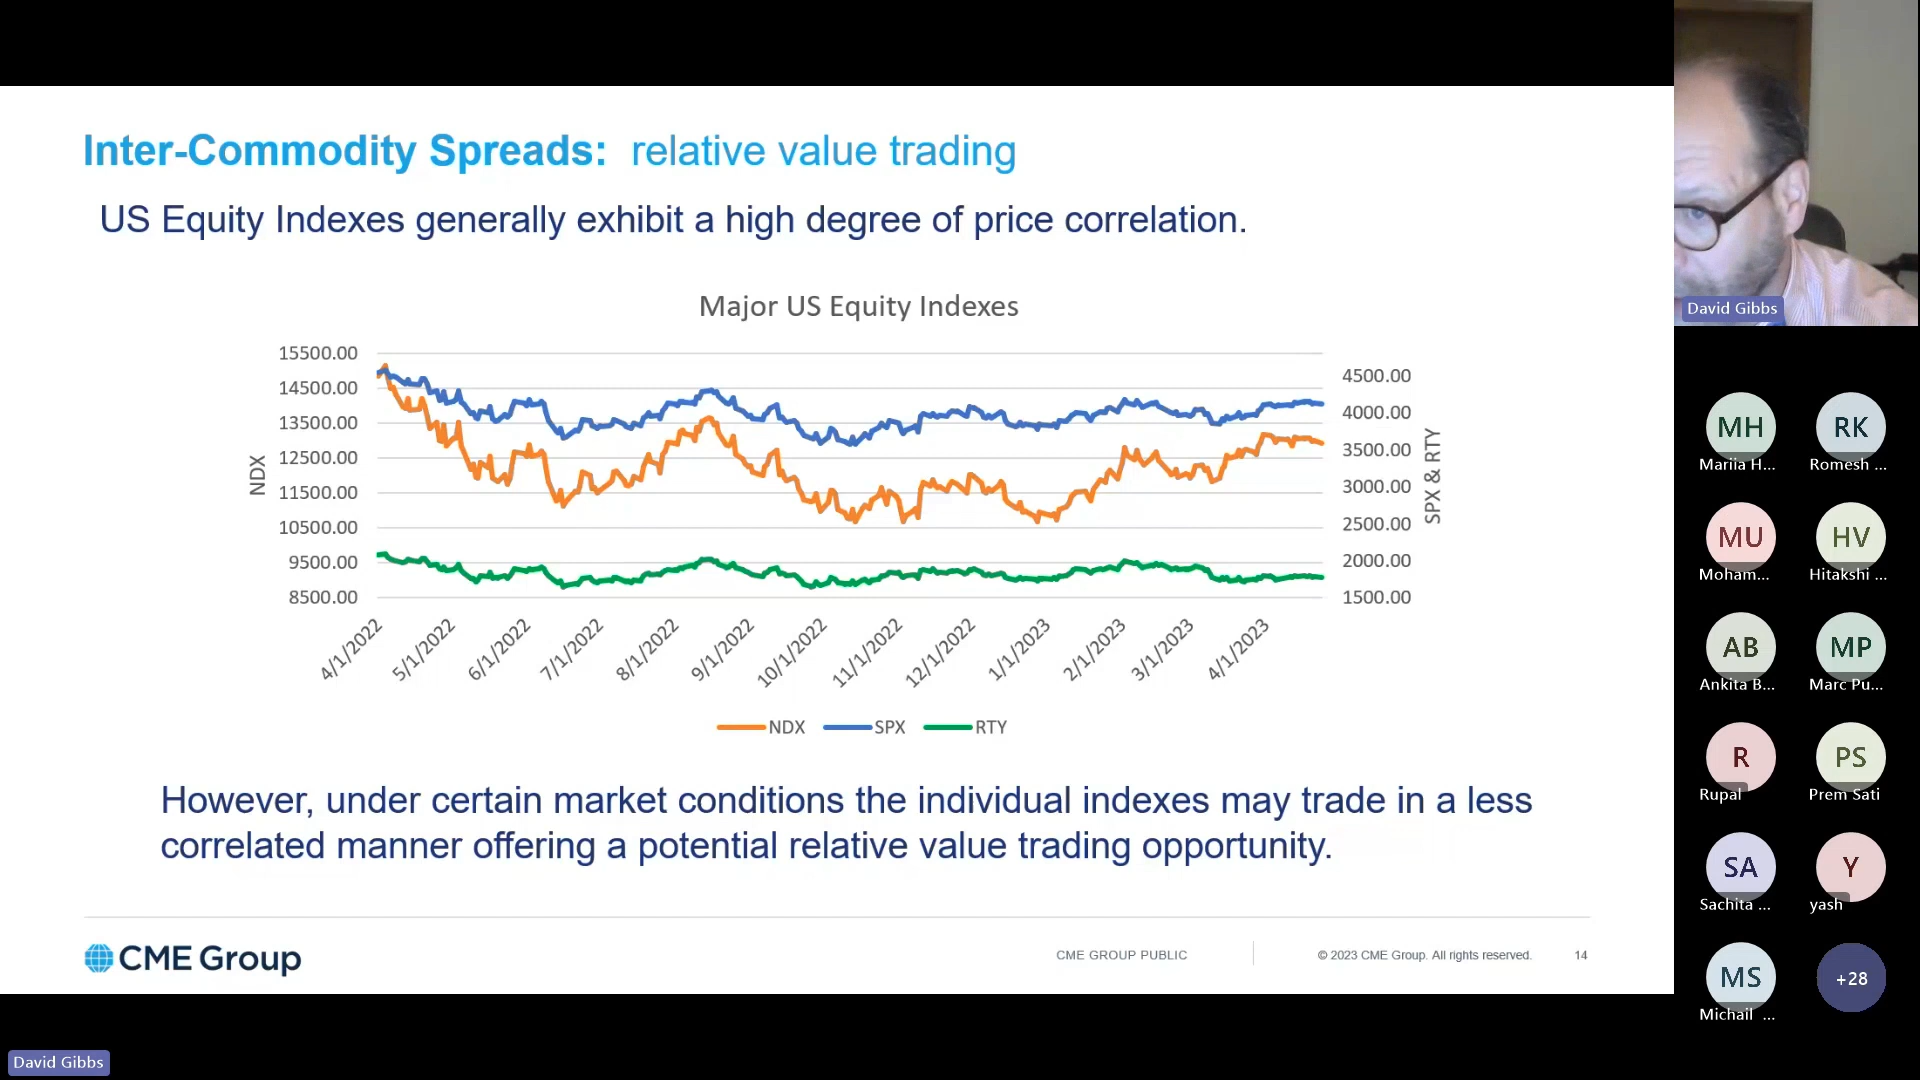 Inter-Commodity Spreads: relative value trading
US Equity Indexes generally exhibit a high degree of price correlation.
Major US Equity Indexes
15500.00
14500.00
13500.00
12500.00
11500.00
10500.00
9500.00
8500.00
NDX
4500.00
4000.00
3500.00
3000.00
2500.00
2000.00
1500.00
SPX & RTY
4/1/2022
5/1/2022
6/1/2022
7/1/2022
8/1/2022
9/1/2022
10/1/2022
11/1/2022
12/1/2022
1/1/2023
2/1/2023
3/1/2023
4/1/2023
NDX SPX RTY
However, under certain market conditions the individual indexes may trade in a less
correlated manner offering a potential relative value trading opportunity.
CME Group
CME GROUP PUBLIC
© 2023 CME Group. All rights reserved.
14
David Gibbs
MH
Mariia H...
RK
Romesh ...
MU
Moham...
HV
Hitakshi ...
AB
Ankita B...
MP
Marc Pu...
R
Rupal
PS
Prem Sati
SA
Sachita ...
Y
yash
MS
Michail ...
+28
David Gibbs